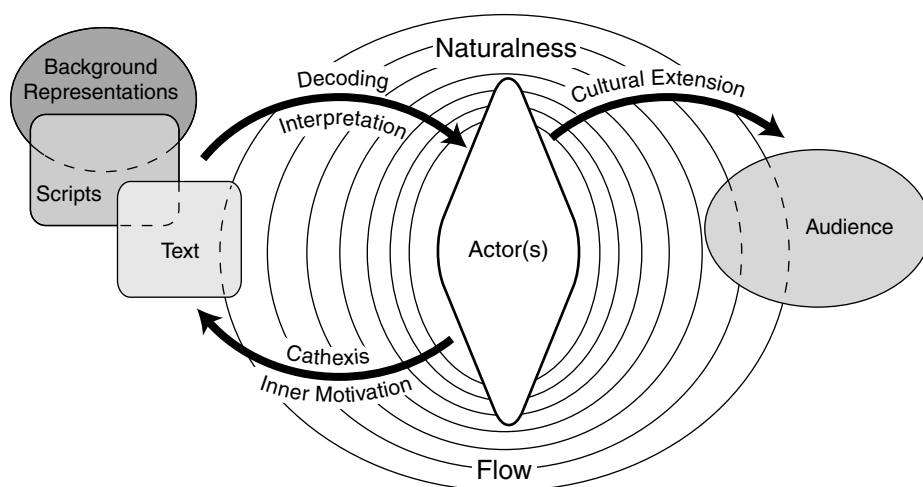 Background
Representations
Scripts
Text
Decoding
Interpretation
Naturalness
Cultural Extension
Actor(s)
Audience
Cathexis
Inner Motivation
Flow